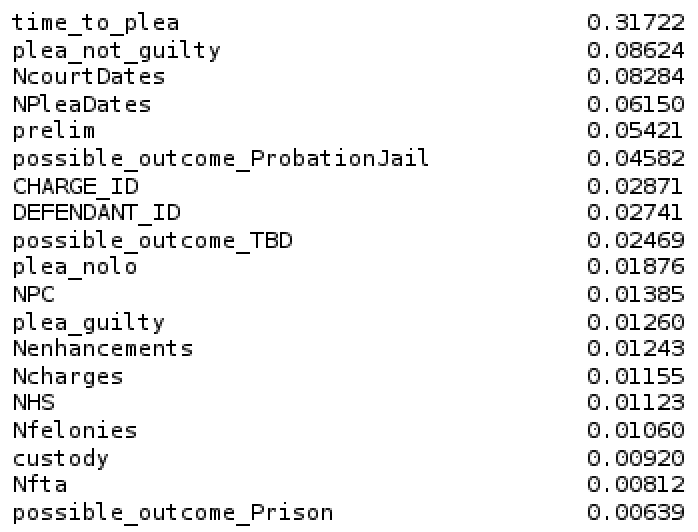 time_to_plea 0.31722
plea_not_guilty 0.08624
NcourtDates 0.08284
NPleaDates 0.06150
prelim 0.05421
possible_outcome_ProbationJail 0.04582
CHARGE_ID 0.02871
DEFENDANT_ID 0.02741
possible_outcome_TBD 0.02469
plea_nolo 0.01876
NPC 0.01385
plea_guilty 0.01260
Nenhancements 0.01243
Ncharges 0.01155
NHS 0.01123
Nfelonies 0.01060
custody 0.00920
Nfta 0.00812
possible_outcome_Prison 0.00639